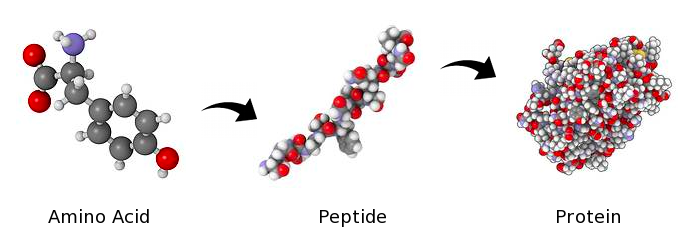 Amino Acid
Peptide
Protein